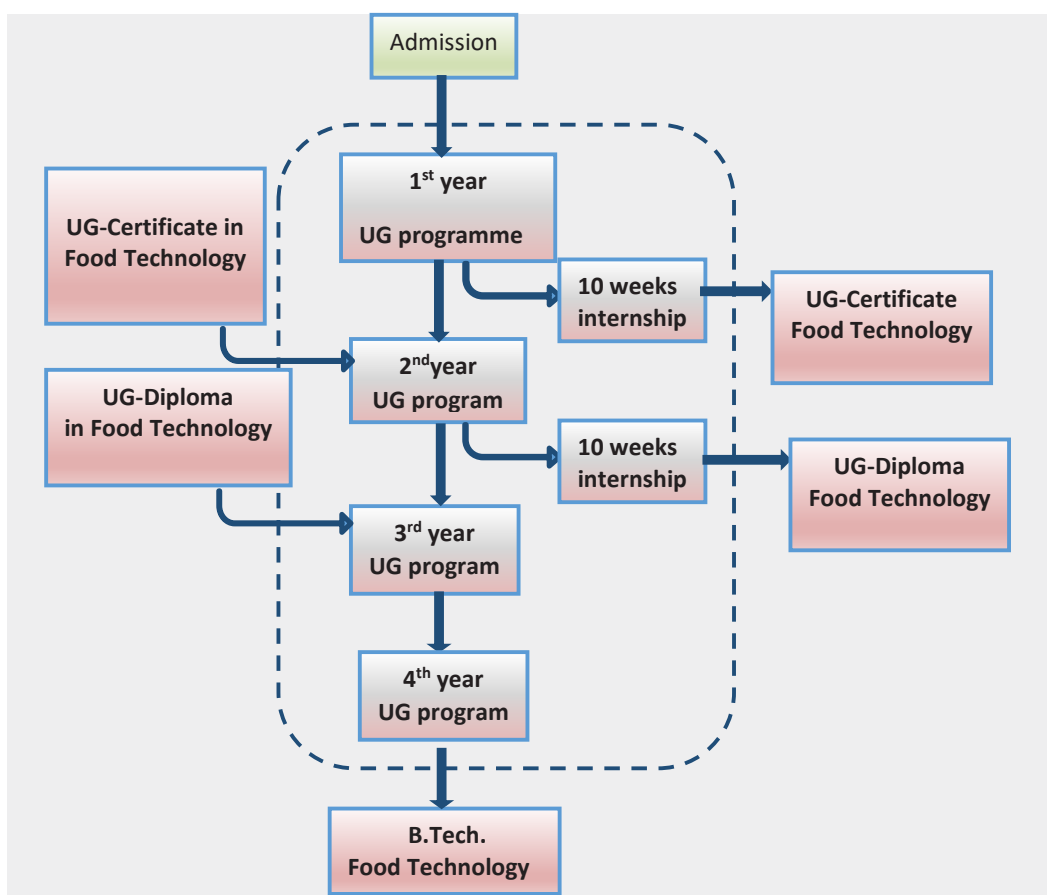 Admission
1st year
UG programme
UG-Certificate in
Food Technology
10 weeks
internship
UG-Certificate
Food Technology
2nd year
UG program
UG-Diploma
in Food Technology
10 weeks
internship
UG-Diploma
Food Technology
3rd year
UG program
4th year
UG program
B.Tech.
Food Technology